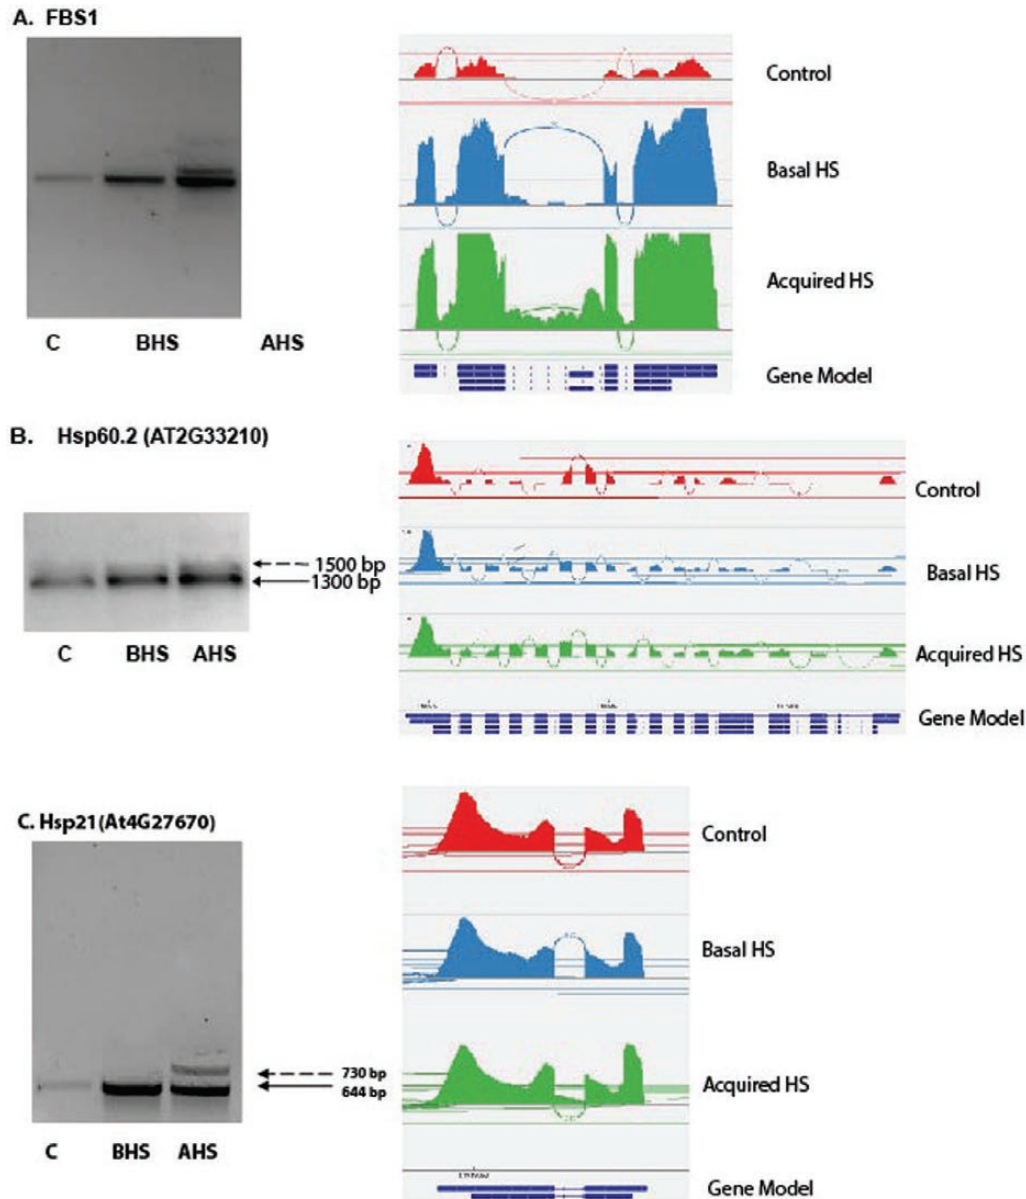 A. FBS1
Control
Basal HS
Acquired HS
C BHS AHS
Gene Model
B. Hsp60.2 (AT2G33210)
Control
1500 bp
1300 bp
Basal HS
C BHS AHS
Acquired HS
Gene Model
C. Hsp21(At4G27670)
Control
Basal HS
730 bp
644 bp
Acquired HS
C BHS AHS
Gene Model